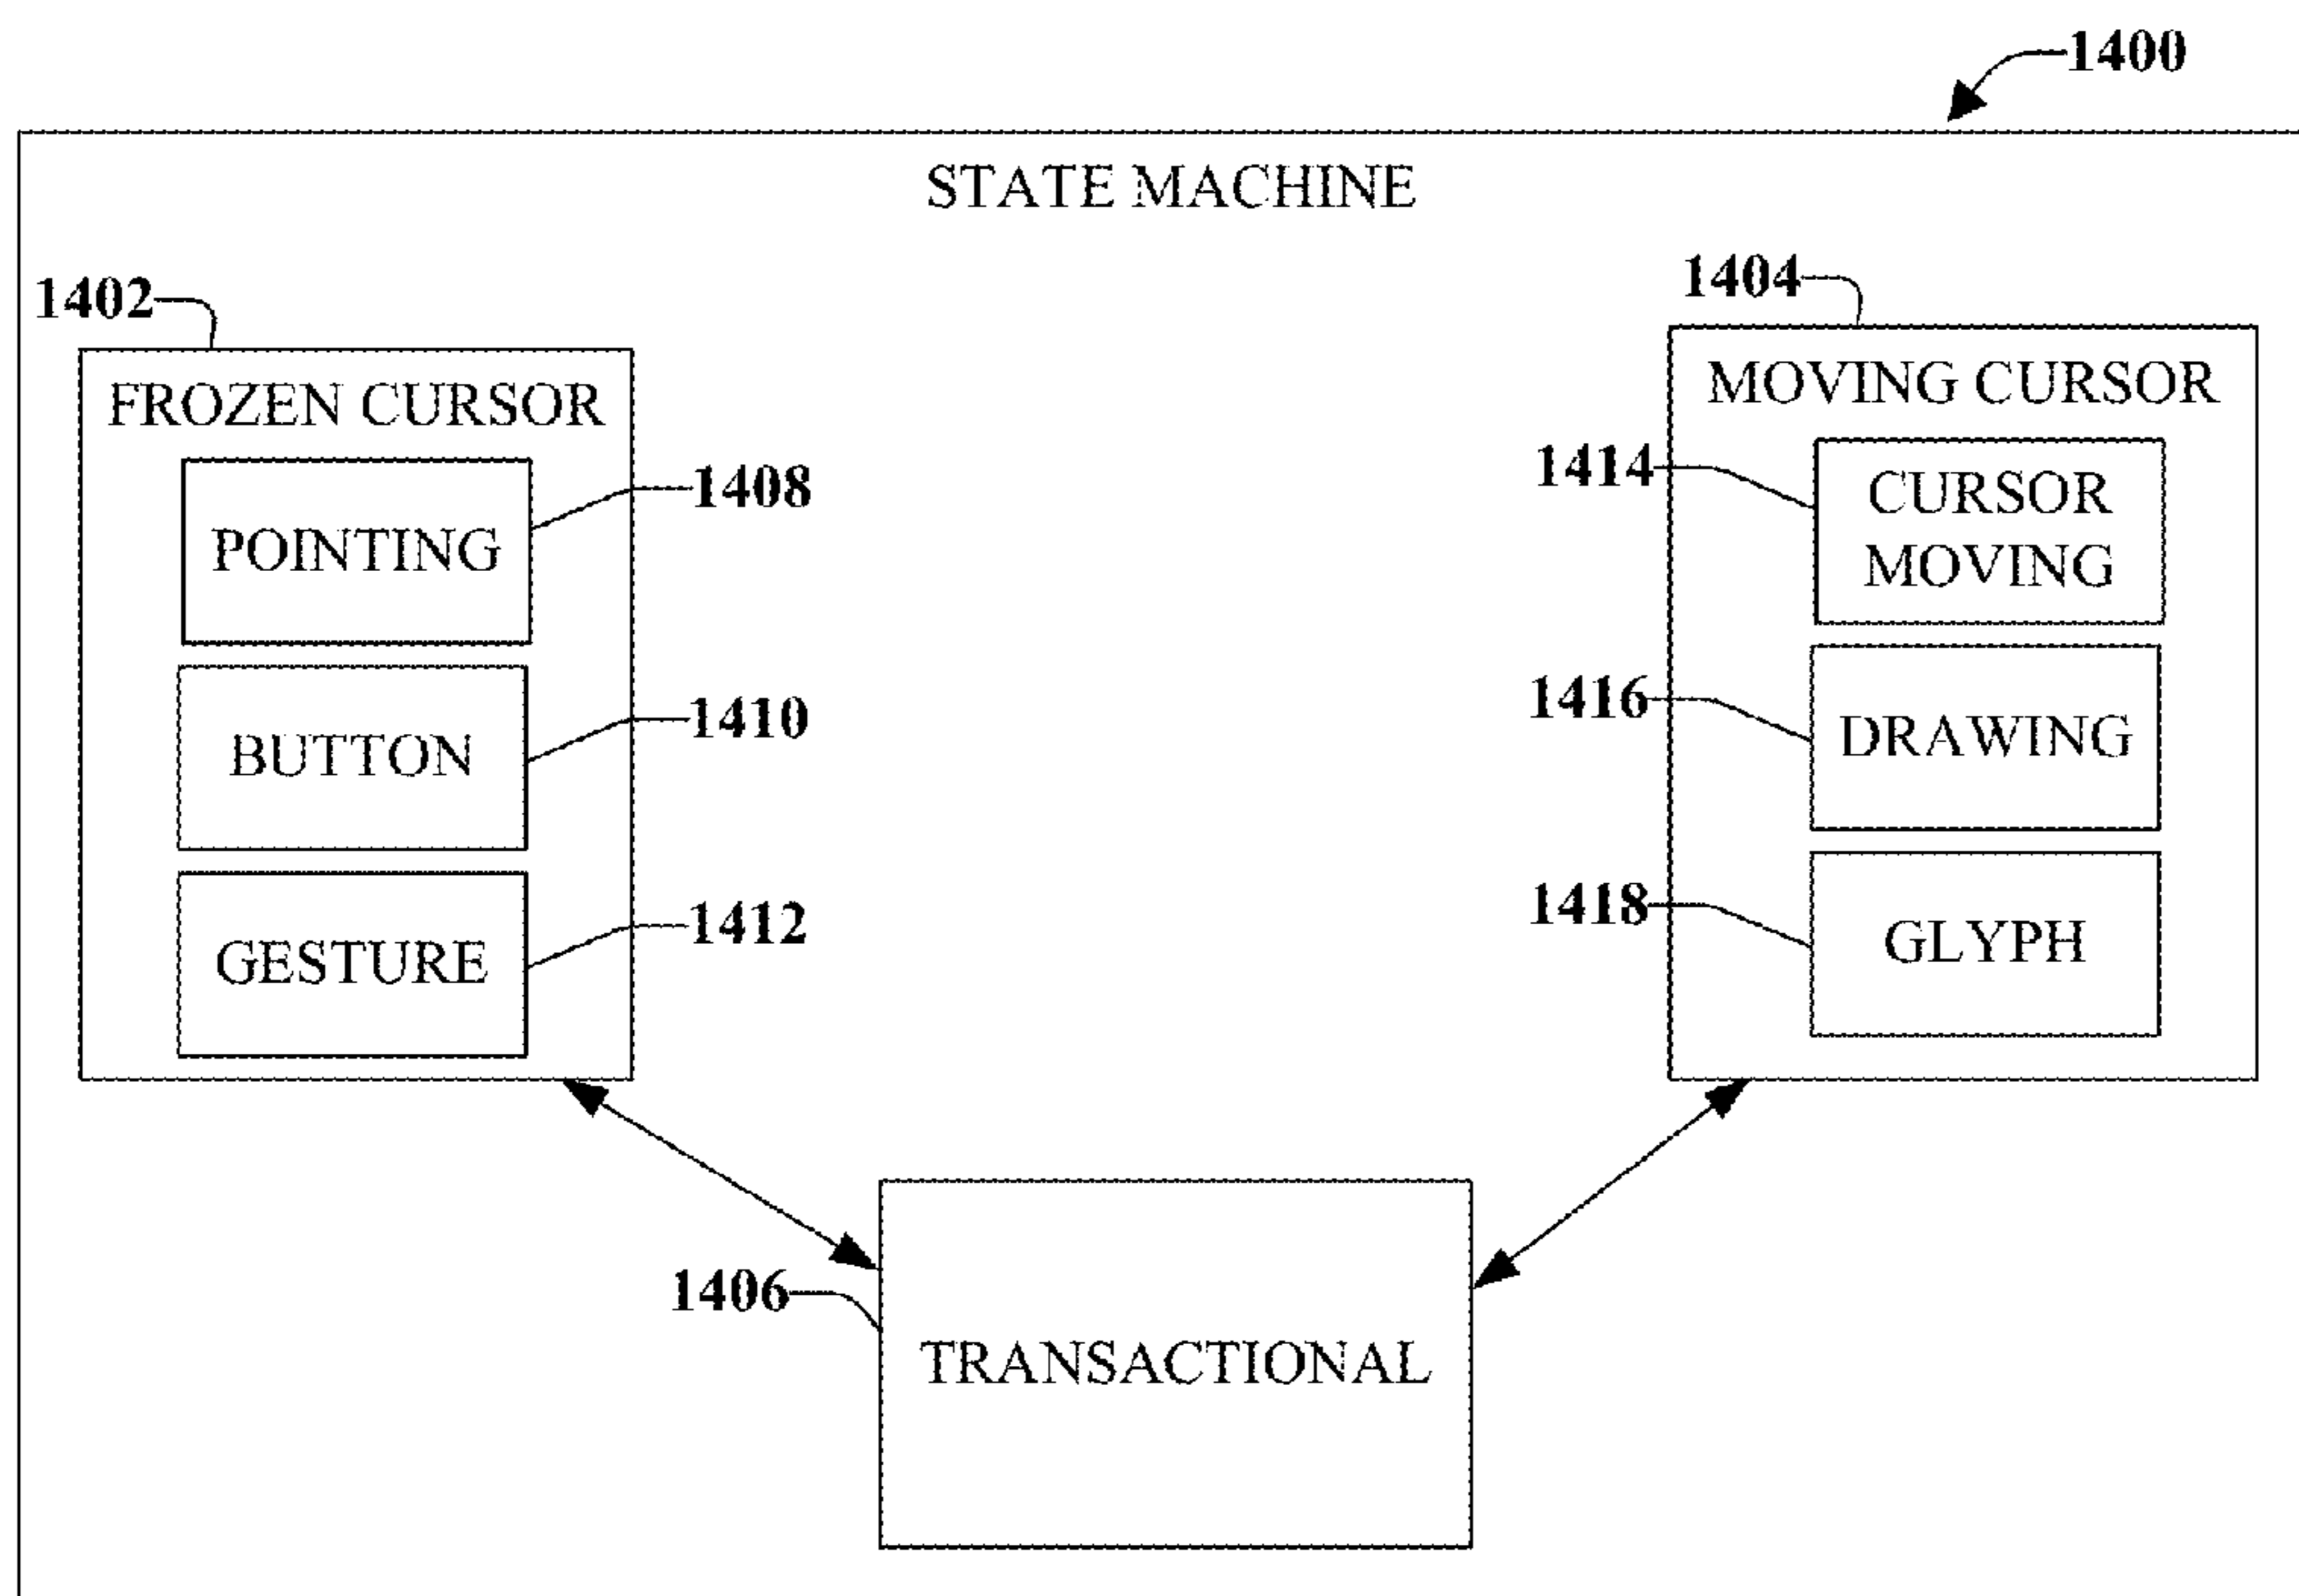 1400
STATE MACHINE
1402
FROZEN CURSOR
POINTING
1408
BUTTON
1410
GESTURE
1412
1404
MOVING CURSOR
1414
CURSOR
MOVING
1416
DRAWING
1418
GLYPH
1406
TRANSACTIONAL